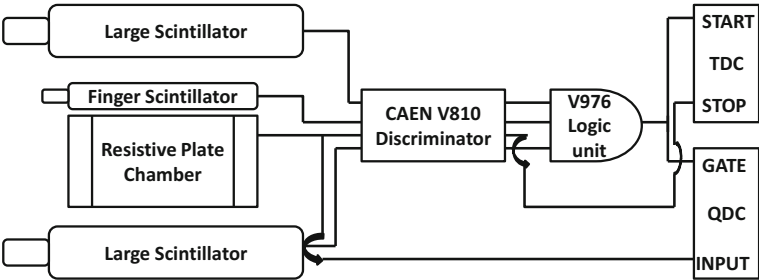 Large Scintillator
Finger Scintillator
Resistive Plate
Chamber
Large Scintillator
CAEN V810
Discriminator
V976
Logic
unit
START
TDC
STOP
GATE
QDC
INPUT